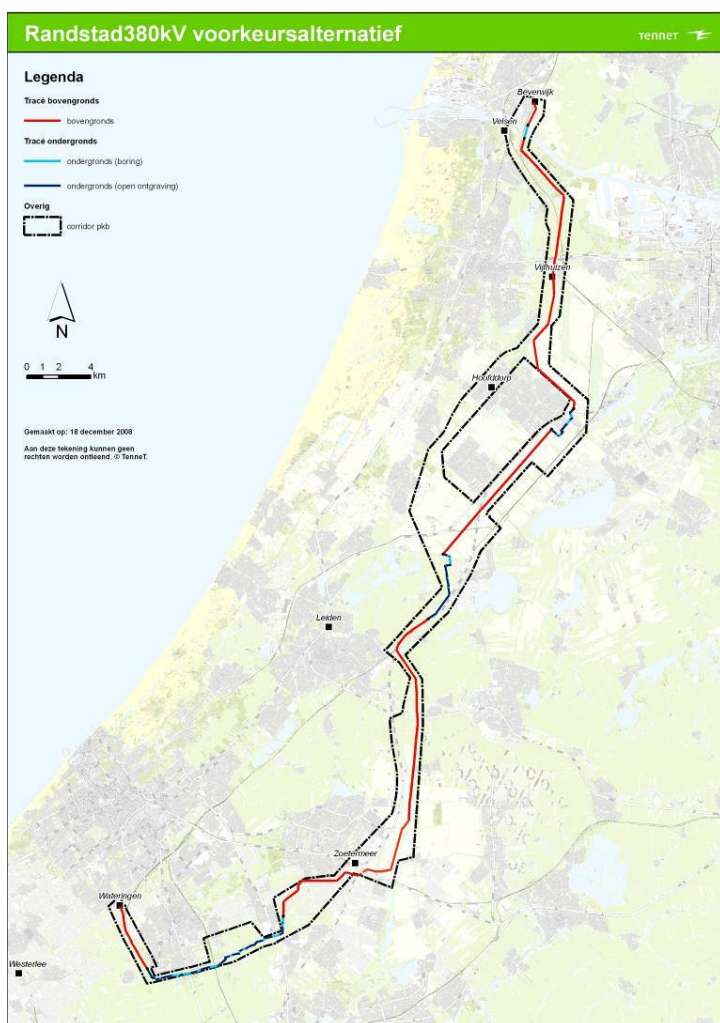 Randstad380kV voorkeursalternatief
TenneT
Legenda
Tracé bovengronds
bovengronds
Tracé ondergronds
ondergronds (boring)
ondergronds (open ontgraving)
Overig
corridor pkb
N
0 1 2 4
km
Gemaakt op: 18 december 2008
Aan deze tekening kunnen geen
rechten worden ontleend. © TenneT.
Beverwijk
Velsen
Vijfhuizen
Hoofddorp
Leiden
Zoetermeer
Wateringen
Westerlee